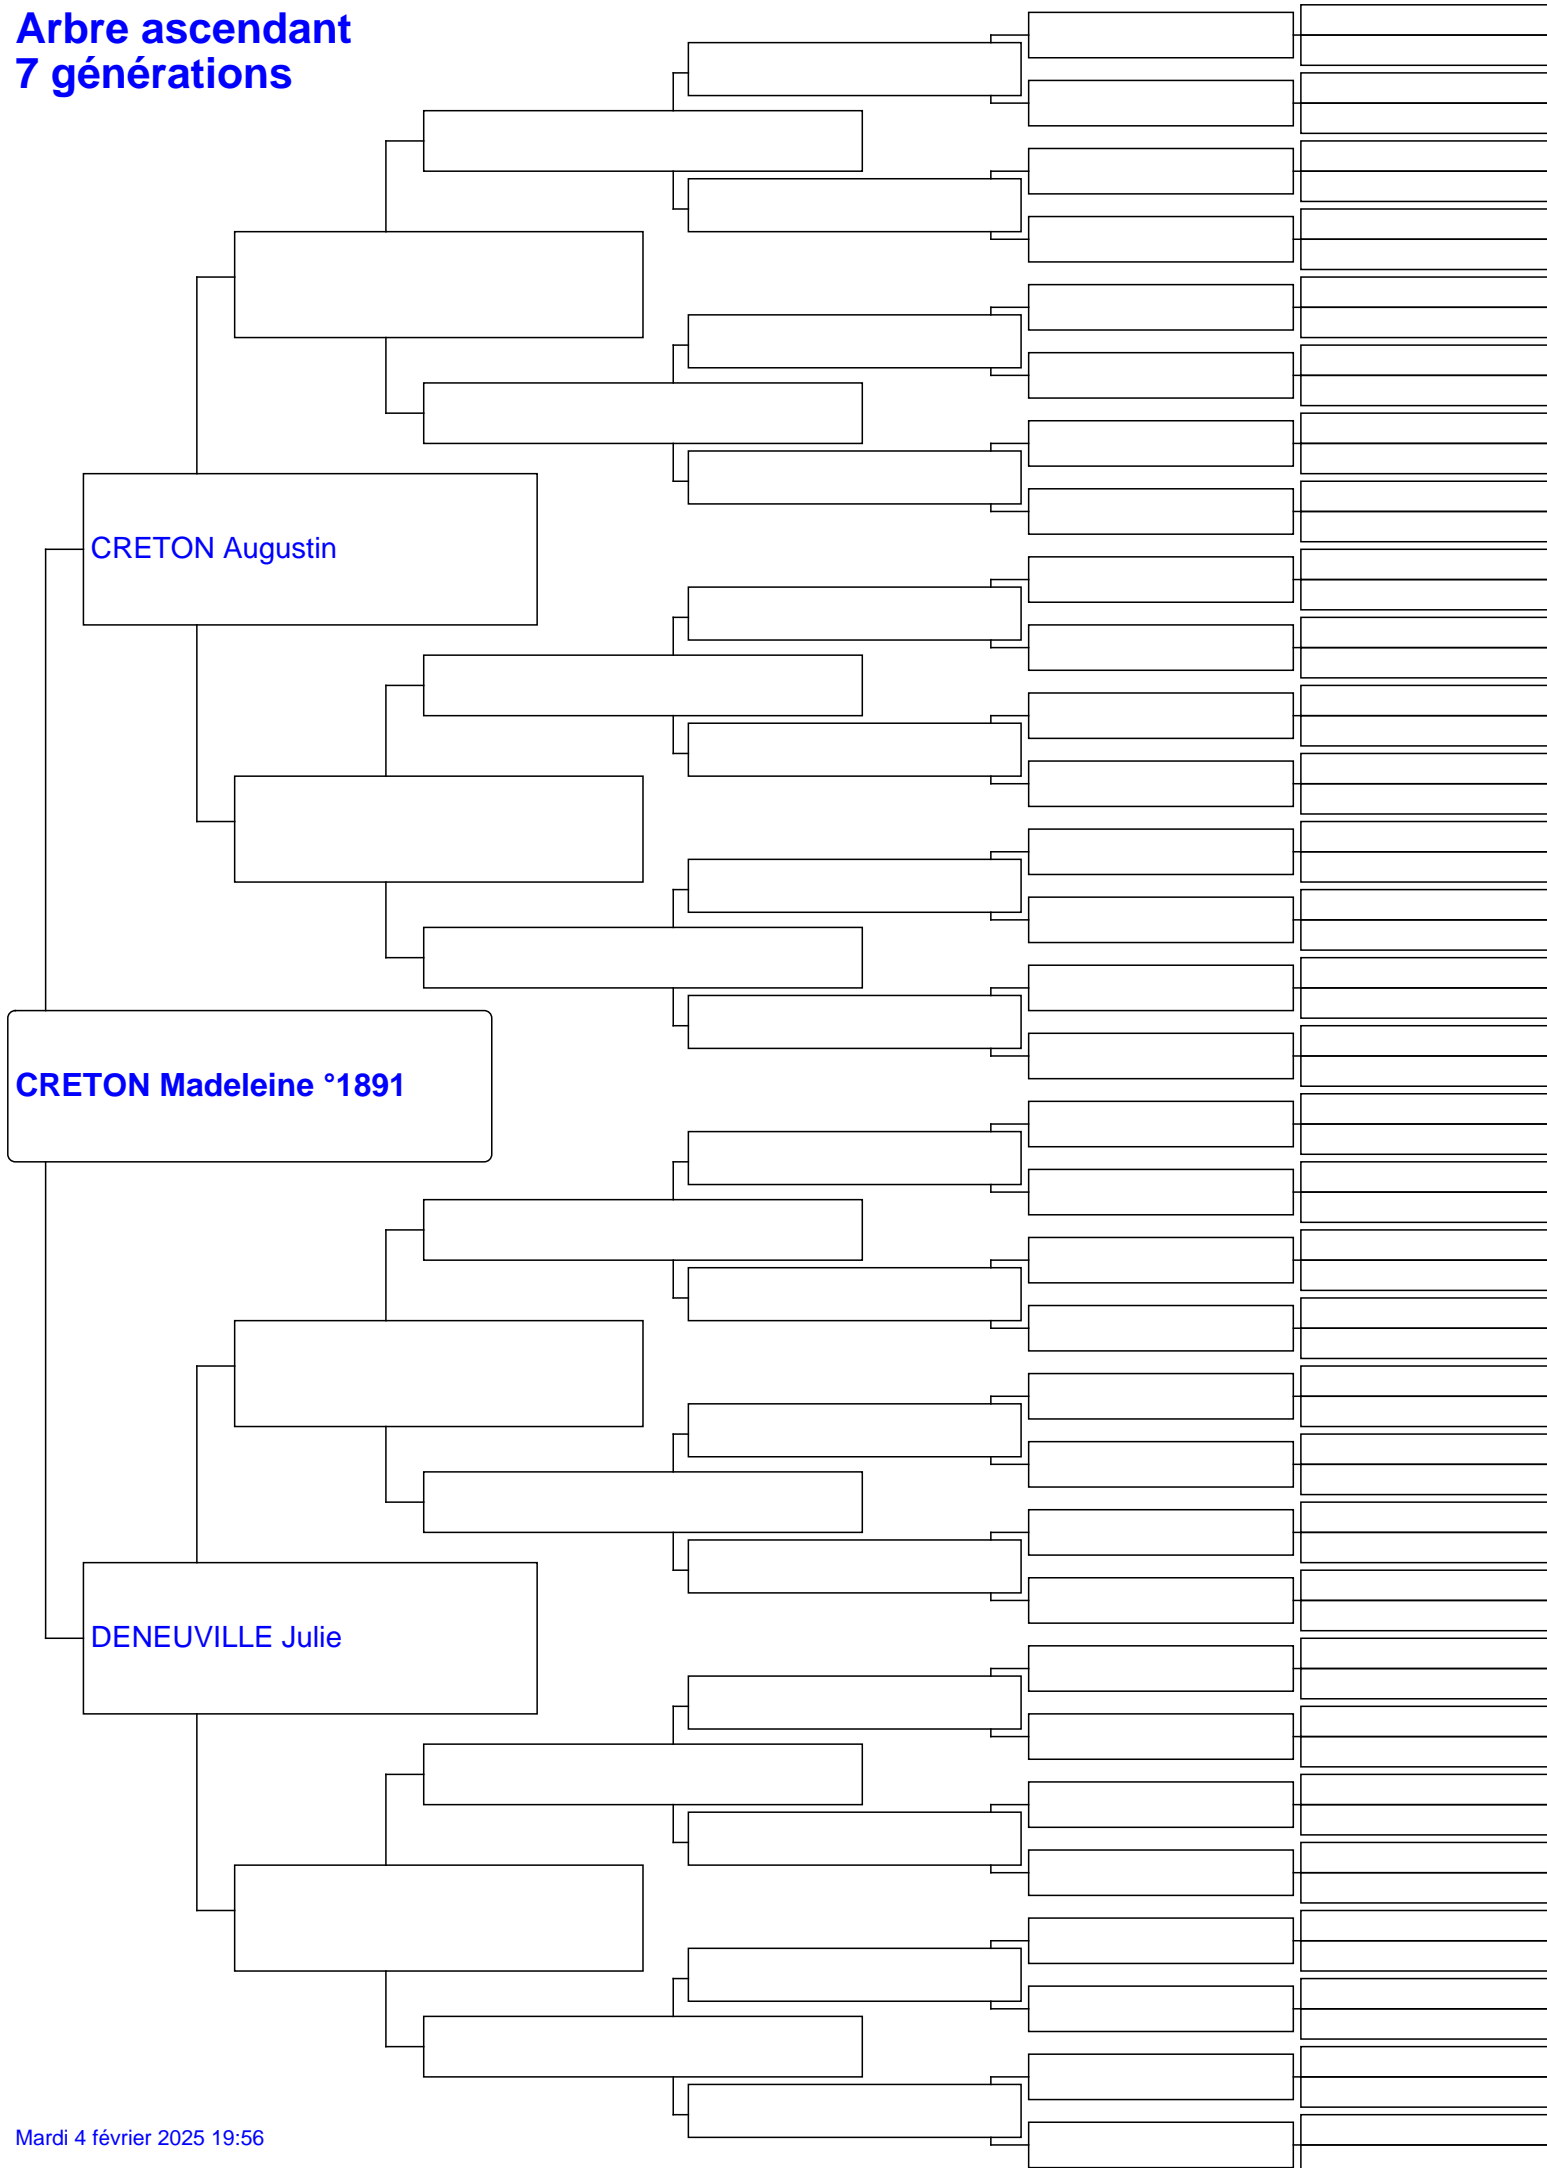 Arbre ascendant
7 générations
CRETON Augustin
CRETON Madeleine °1891
DENEUVILLE Julie
Mardi 4 février 2025 19:56